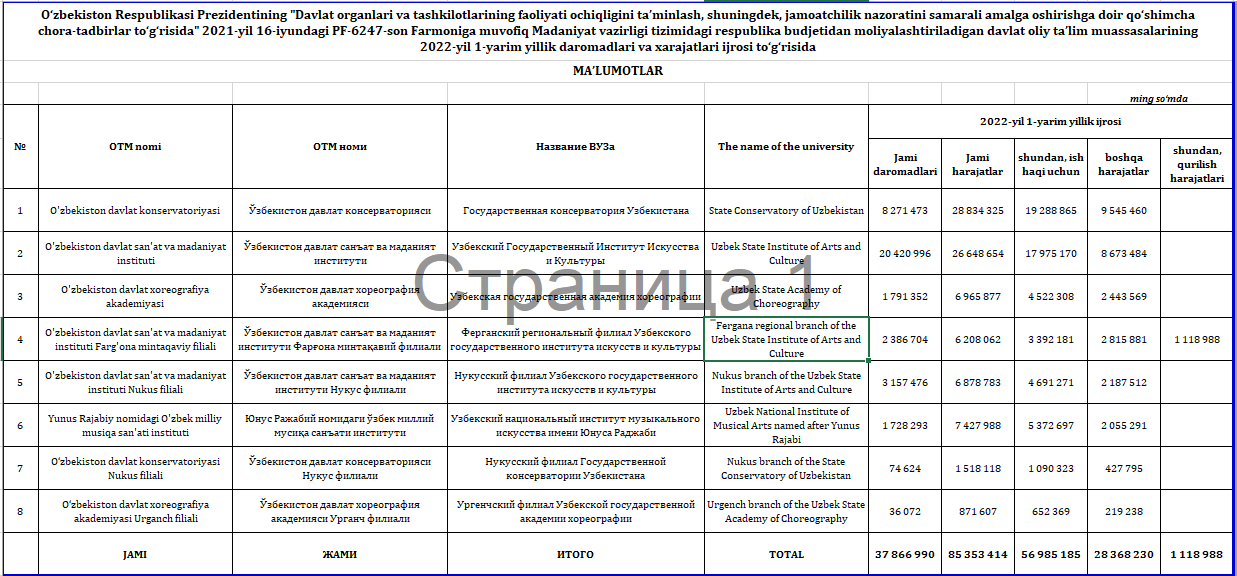 O‘zbekiston Respublikasi Prezidentining "Davlat organlari va tashkilotlarining faoliyati ochiqligini ta’minlash, shuningdek, jamoatchilik nazoratini samarali amalga oshirishga doir qo‘shimcha
chora-tadbirlar to‘g‘risida" 2021-yil 16-iyundagi PF-6247-son Farmoniga muvofiq Madaniyat vazirligi tizimidagi respublika budjetidan moliyalashtiriladigan davlat oliy ta’lim muassasalarining
2022-yil 1-yarim yillik daromadlari va xarajatlari ijrosi to‘g‘risida
MA’LUMOTLAR
ming so‘mda
№ OTM nomi ОТМ номи Название ВУЗа The name of the university 2022-yil 1-yarim yillik ijrosi
Jami daromadlari Jami harajatlar shundan, ish haqi uchun boshqa harajatlar shundan, qurilish harajatlari
1 O'zbekiston davlat konservatoriyasi Ўзбекистон давлат консерваторияси Государственная консерватория Узбекистана State Conservatory of Uzbekistan 8 271 473 28 834 325 19 288 865 9 545 460
2 O'zbekiston davlat san'at va madaniyat instituti Ўзбекистон давлат санъат ва маданият институти Узбекский Государственный Институт Искусства и Культуры Uzbek State Institute of Arts and Culture 20 420 996 26 648 654 17 975 170 8 673 484
3 O'zbekiston davlat xoreografiya akademiyasi Ўзбекистон давлат хореография академияси Узбекская государственная академия хореографии Uzbek State Academy of Choreography 1 791 352 6 965 877 4 522 308 2 443 569
4 O'zbekiston davlat san'at va madaniyat instituti Farg'ona mintaqaviy filiali Ўзбекистон давлат санъат ва маданият институти Фарғона минтақавий филиали Ферганский региональный филиал Узбекского государственного института искусств и культуры Fergana regional branch of the Uzbek State Institute of Arts and Culture 2 386 704 6 208 062 3 392 181 2 815 881 1 118 988
5 O'zbekiston davlat san'at va madaniyat instituti Nukus filiali Ўзбекистон давлат санъат ва маданият институти Нукус филиали Нукусский филиал Узбекского государственного института искусств и культуры Nukus branch of the Uzbek State Institute of Arts and Culture 3 157 476 6 878 783 4 691 271 2 187 512
6 Yunus Rajabiy nomidagi O'zbek milliy musiqa san'ati instituti Юнус Ражабий номидаги ўзбек миллий мусиқа санъати институти Узбекский национальный институт музыкального искусства имени Юнуса Раджаби Uzbek National Institute of Musical Arts named after Yunus Rajabi 1 728 293 7 427 988 5 372 697 2 055 291
7 O‘zbekiston davlat konservatoriyasi Nukus filiali Ўзбекистон давлат консерваторияси Нукус филиали Нукусский филиал Государственной консерватории Узбекистана Nukus branch of the State Conservatory of Uzbekistan 74 624 1 518 118 1 090 323 427 795
8 O‘zbekiston davlat xoreografiya akademiyasi Urganch filiali Ўзбекистон давлат хореография академияси Урганч филиали Ургенчский филиал Узбекской государственной академии хореографии Urgench branch of the Uzbek State Academy of Choreography 36 072 871 607 652 369 219 238
JAMI ЖАМИ ИТОГО TOTAL 37 866 990 85 353 414 56 985 185 28 368 230 1 118 988
Страница 1